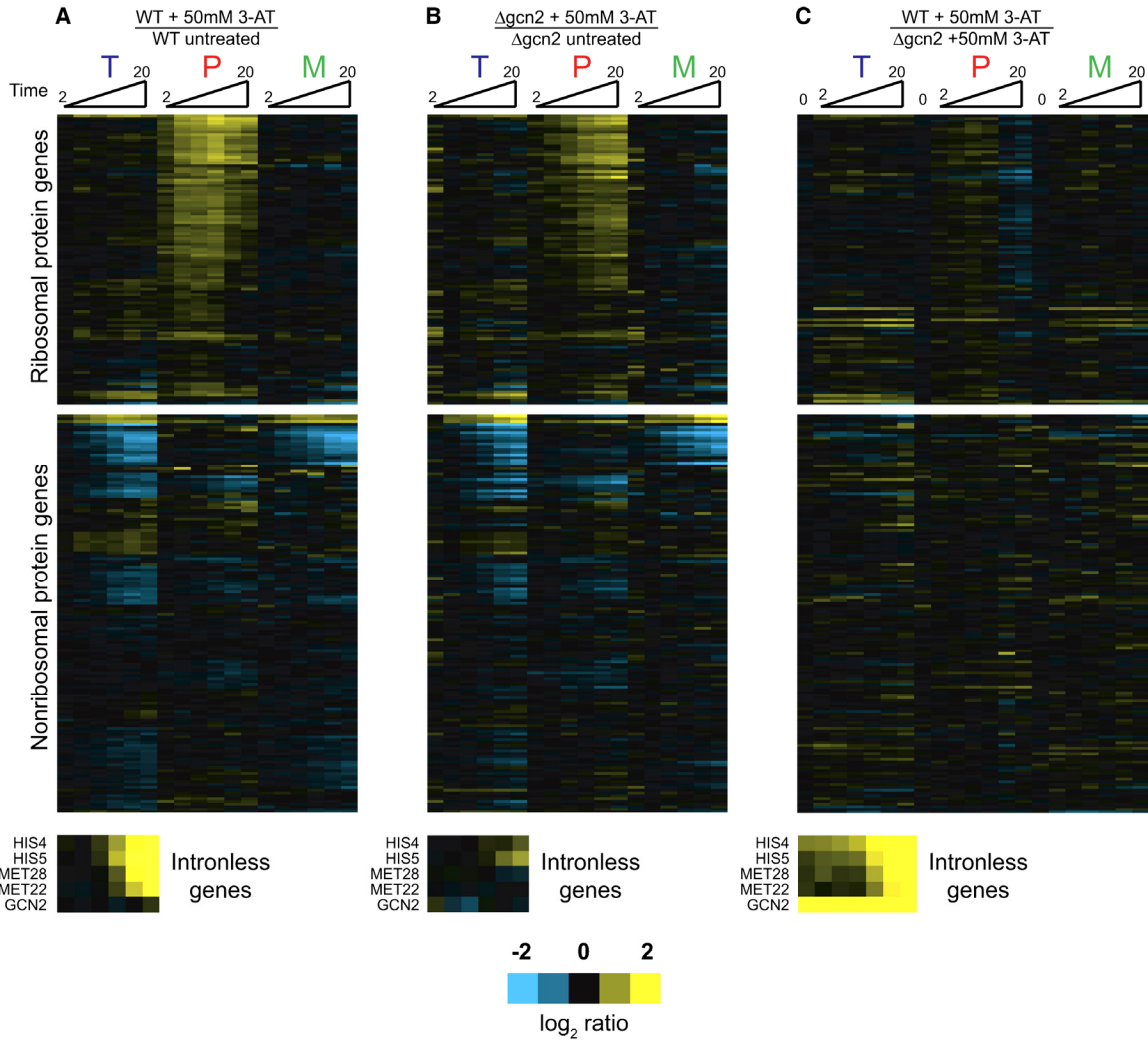 A
WT + 50mM 3-AT
WT untreated
B
Δgcn2 + 50mM 3-AT
Δgcn2 untreated
C
WT + 50mM 3-AT
Δgcn2 +50mM 3-AT
T P M
T P M
T P M
Time 2 20 2 20 2 20
2 20 2 20 2 20
0 2 20 0 2 20 0 2 20
Ribosomal protein genes
Nonribosomal protein genes
HIS4
HIS5
MET28
MET22
GCN2
Intronless
genes
HIS4
HIS5
MET28
MET22
GCN2
Intronless
genes
HIS4
HIS5
MET28
MET22
GCN2
Intronless
genes
-2 0 2
log2 ratio